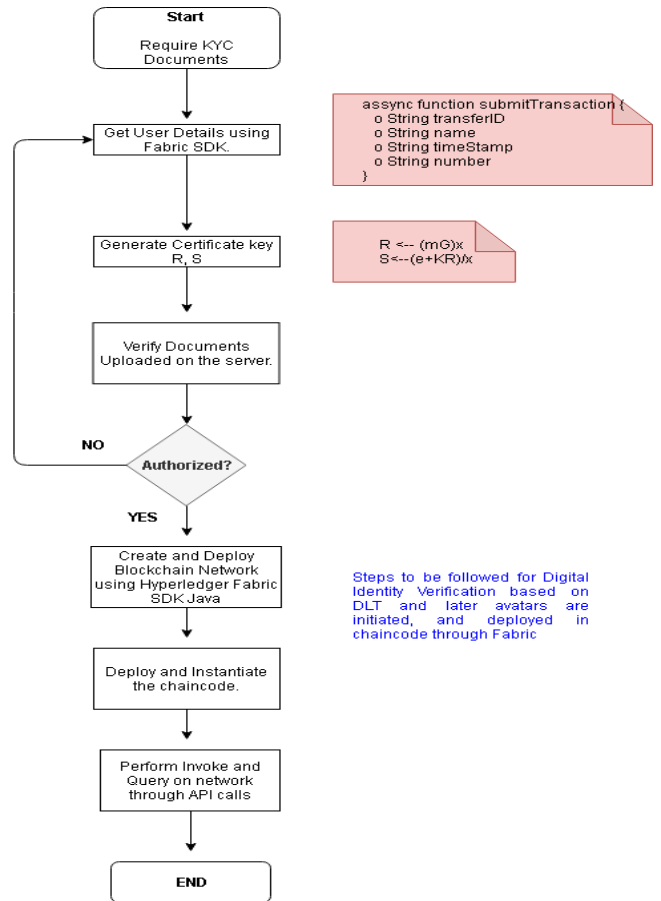 Start
Require KYC
Documents
Get User Details using
Fabric SDK.
assync function submitTransaction {
o String transferID
o String name
o String timeStamp
o String number
}
Generate Certificate key
R, S
R <-- (mG)x
S<--(e+KR)/x
Verify Documents
Uploaded on the server.
NO
Authorized?
YES
Create and Deploy
Blockchain Network
using Hyperledger Fabric
SDK Java
Steps to be followed for Digital
Identity Verification based on
DLT and later avatars are
initiated, and deployed in
chaincode through Fabric
Deploy and Instantiate
the chaincode.
Perform Invoke and
Query on network
through API calls
END